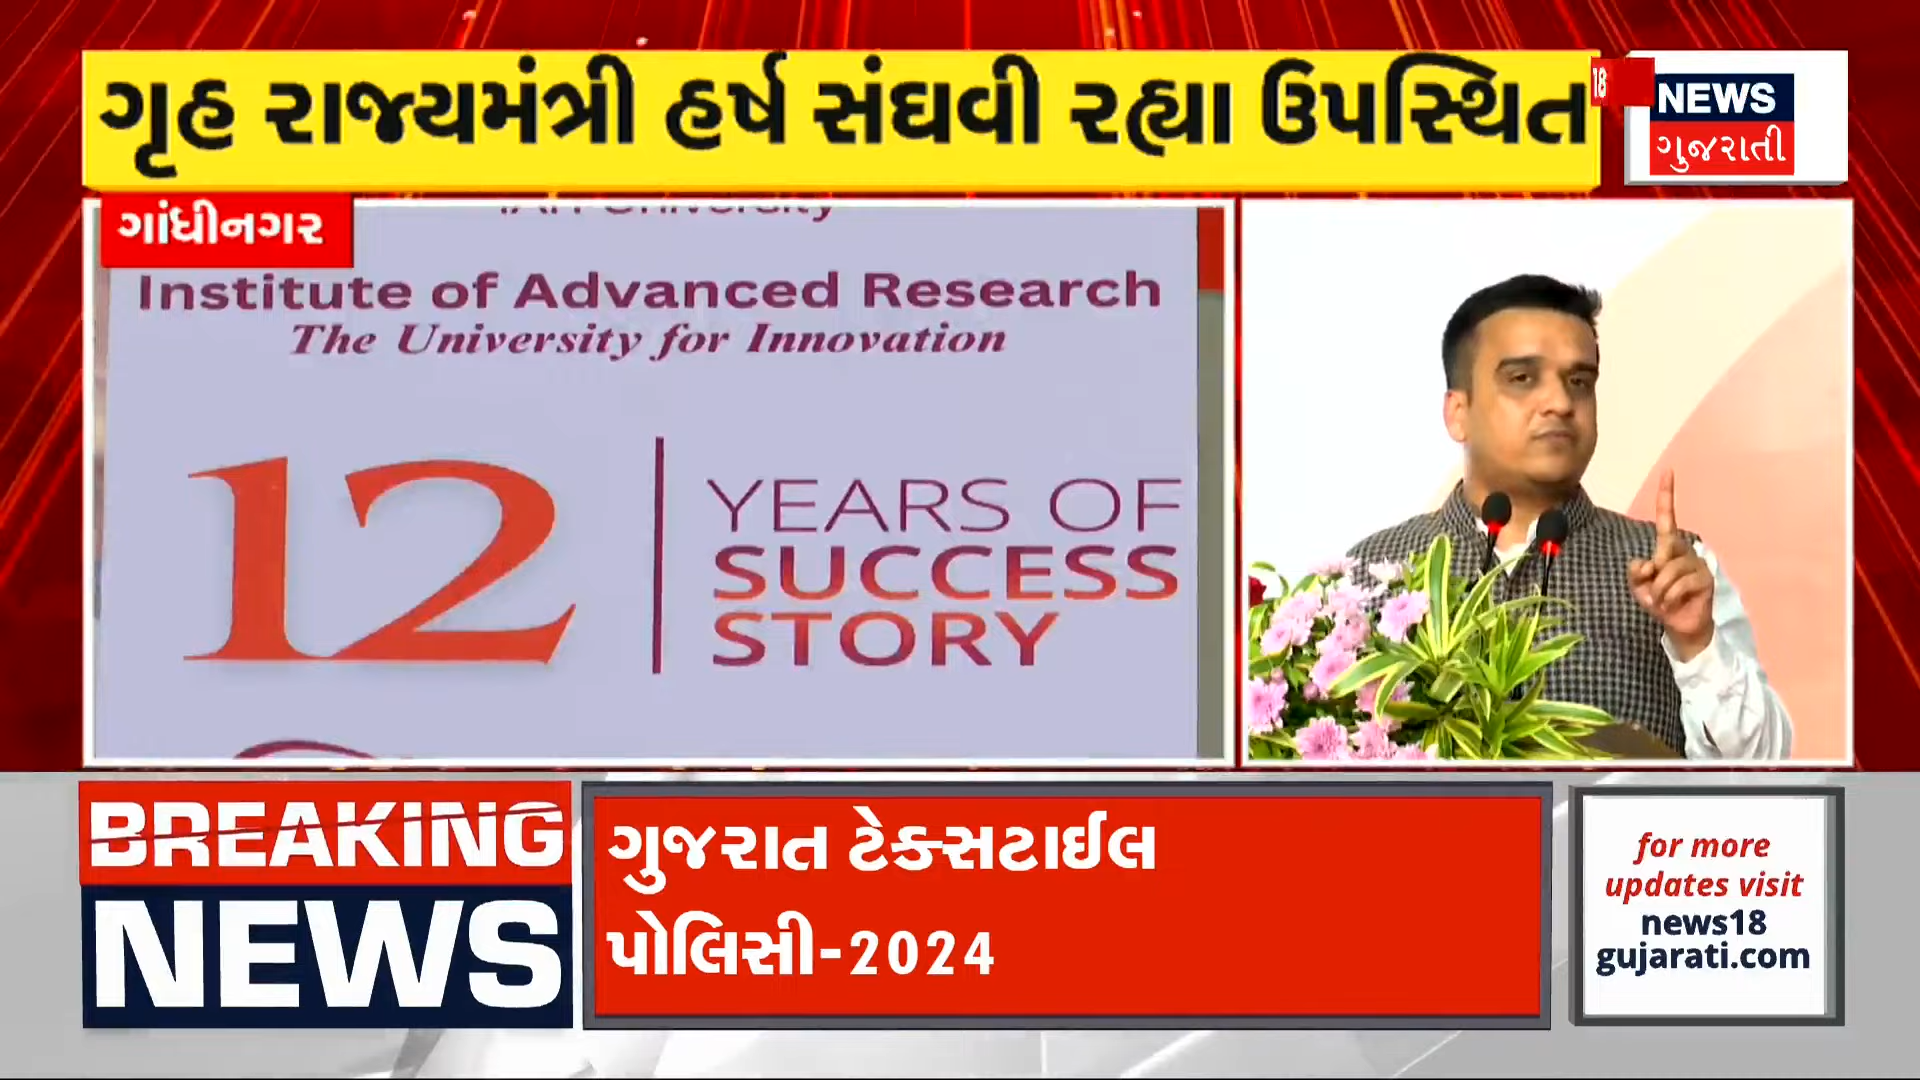 ગૃહ રાજ્યમંત્રી હર્ષ સંઘવી રહ્યા ઉપસ્થિત
18
NEWS
ગુજરાતી
ગાંધીનગર
University
Institute of Advanced Research
The University for Innovation
12
YEARS OF
SUCCESS
STORY
BREAKING
NEWS
ગુજરાત ટેક્સટાઈલ
પોલિસી-2024
for more
updates visit
news18
gujarati.com